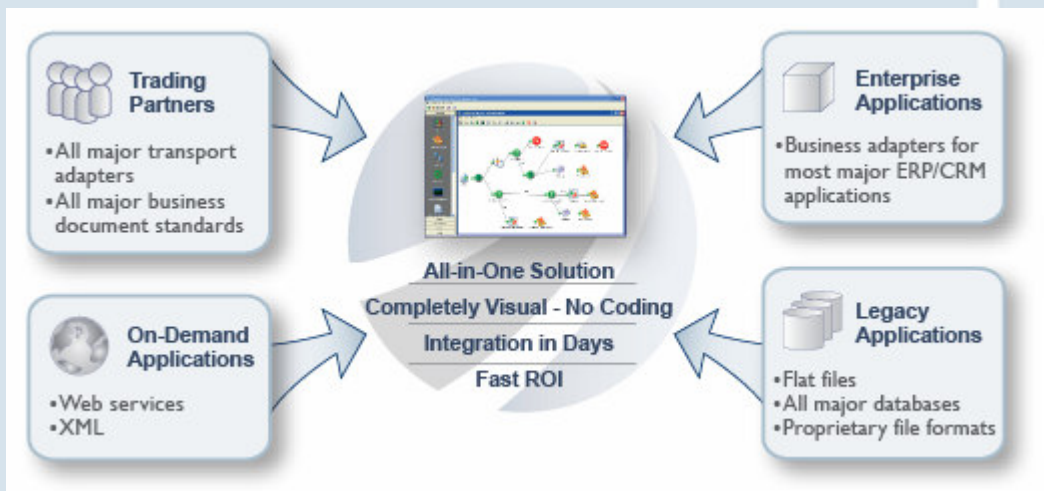 Trading
Partners
•All major transport
adapters
•All major business
document standards
Enterprise
Applications
•Business adapters for
most major ERP/CRM
applications
All-in-One Solution
Completely Visual - No Coding
Integration in Days
Fast ROI
On-Demand
Applications
•Web services
•XML
Legacy
Applications
•Flat files
•All major databases
•Proprietary file formats